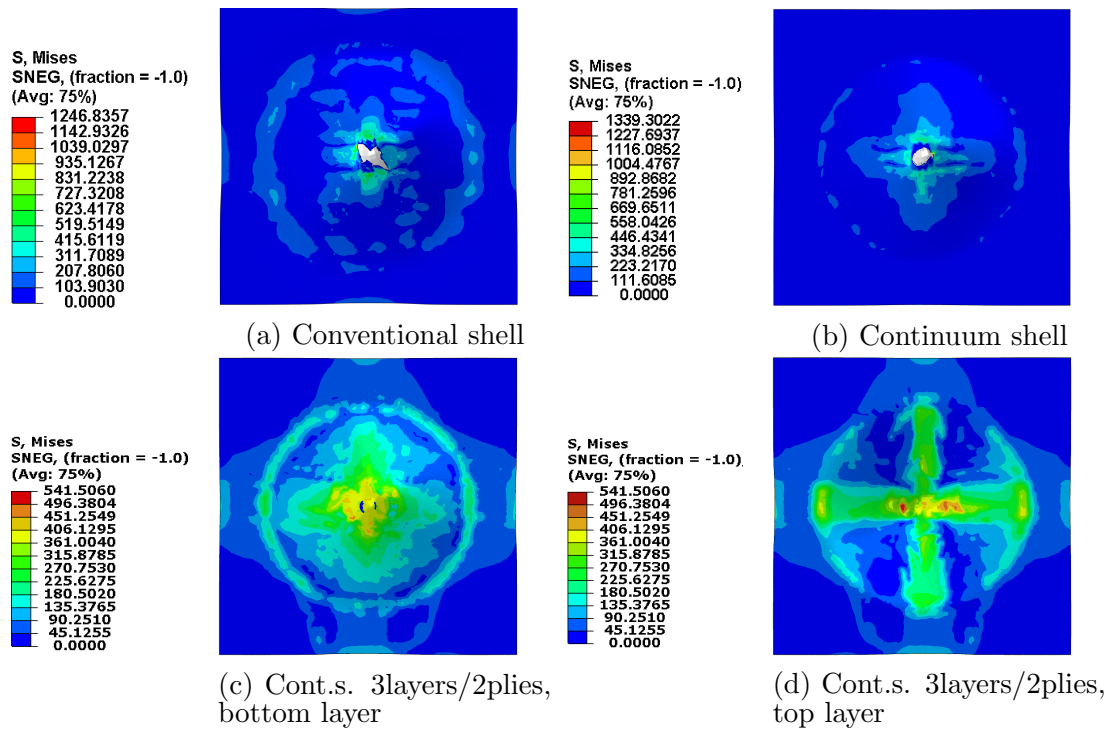 S, Mises
SNEG, (fraction = -1.0)
(Avg: 75%)
1246.8357
1142.9326
1039.0297
935.1267
831.2238
727.3208
623.4178
519.5149
415.6119
311.7089
207.8060
103.9030
0.0000
(a) Conventional shell
S, Mises
SNEG, (fraction = -1.0)
(Avg: 75%)
1339.3022
1227.6937
1116.0852
1004.4767
892.8682
781.2596
669.6511
558.0426
446.4341
334.8256
223.2170
111.6085
0.0000
(b) Continuum shell
S, Mises
SNEG, (fraction = -1.0)
(Avg: 75%)
541.5060
496.3804
451.2549
406.1295
361.0040
315.8785
270.7530
225.6275
180.5020
135.3765
90.2510
45.1255
0.0000
(c) Cont.s. 3layers/2plies,
bottom layer
S, Mises
SNEG, (fraction = -1.0)
(Avg: 75%)
541.5060
496.3804
451.2549
406.1295
361.0040
315.8785
270.7530
225.6275
180.5020
135.3765
90.2510
45.1255
0.0000
(d) Cont.s. 3layers/2plies,
top layer